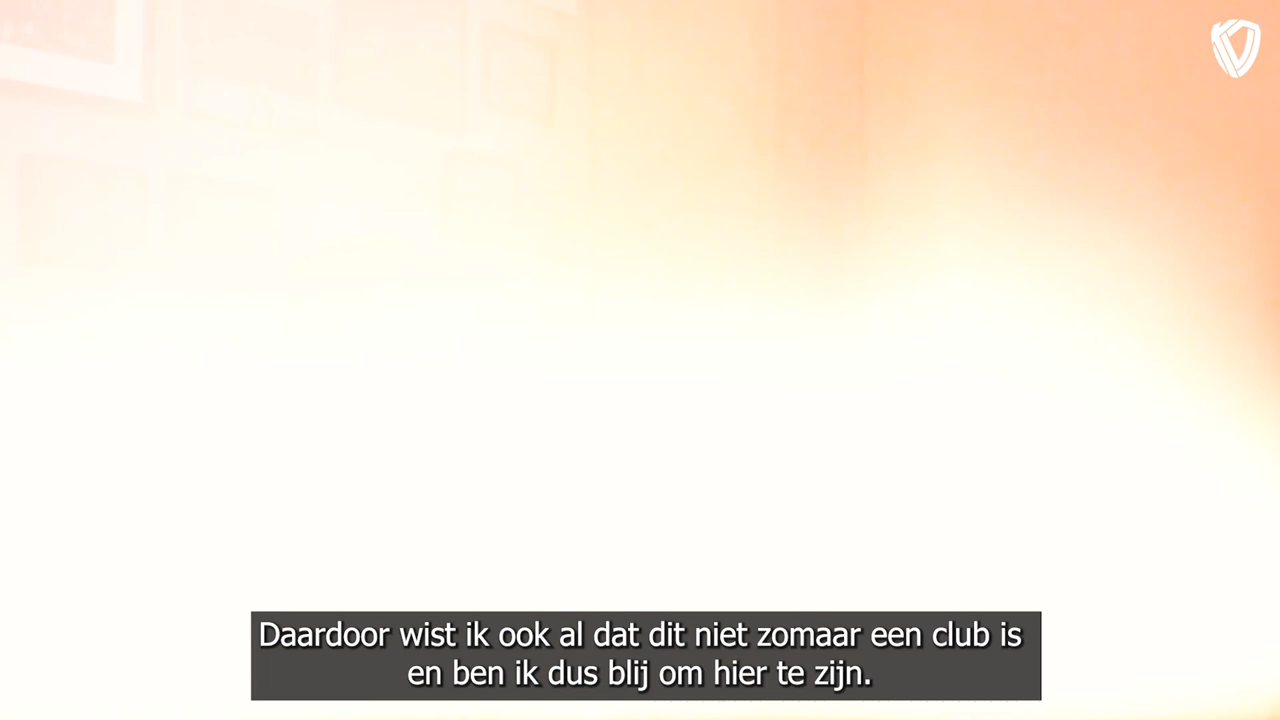 Daardoor wist ik ook al dat dit niet zomaar een club is
en ben ik dus blij om hier te zijn.